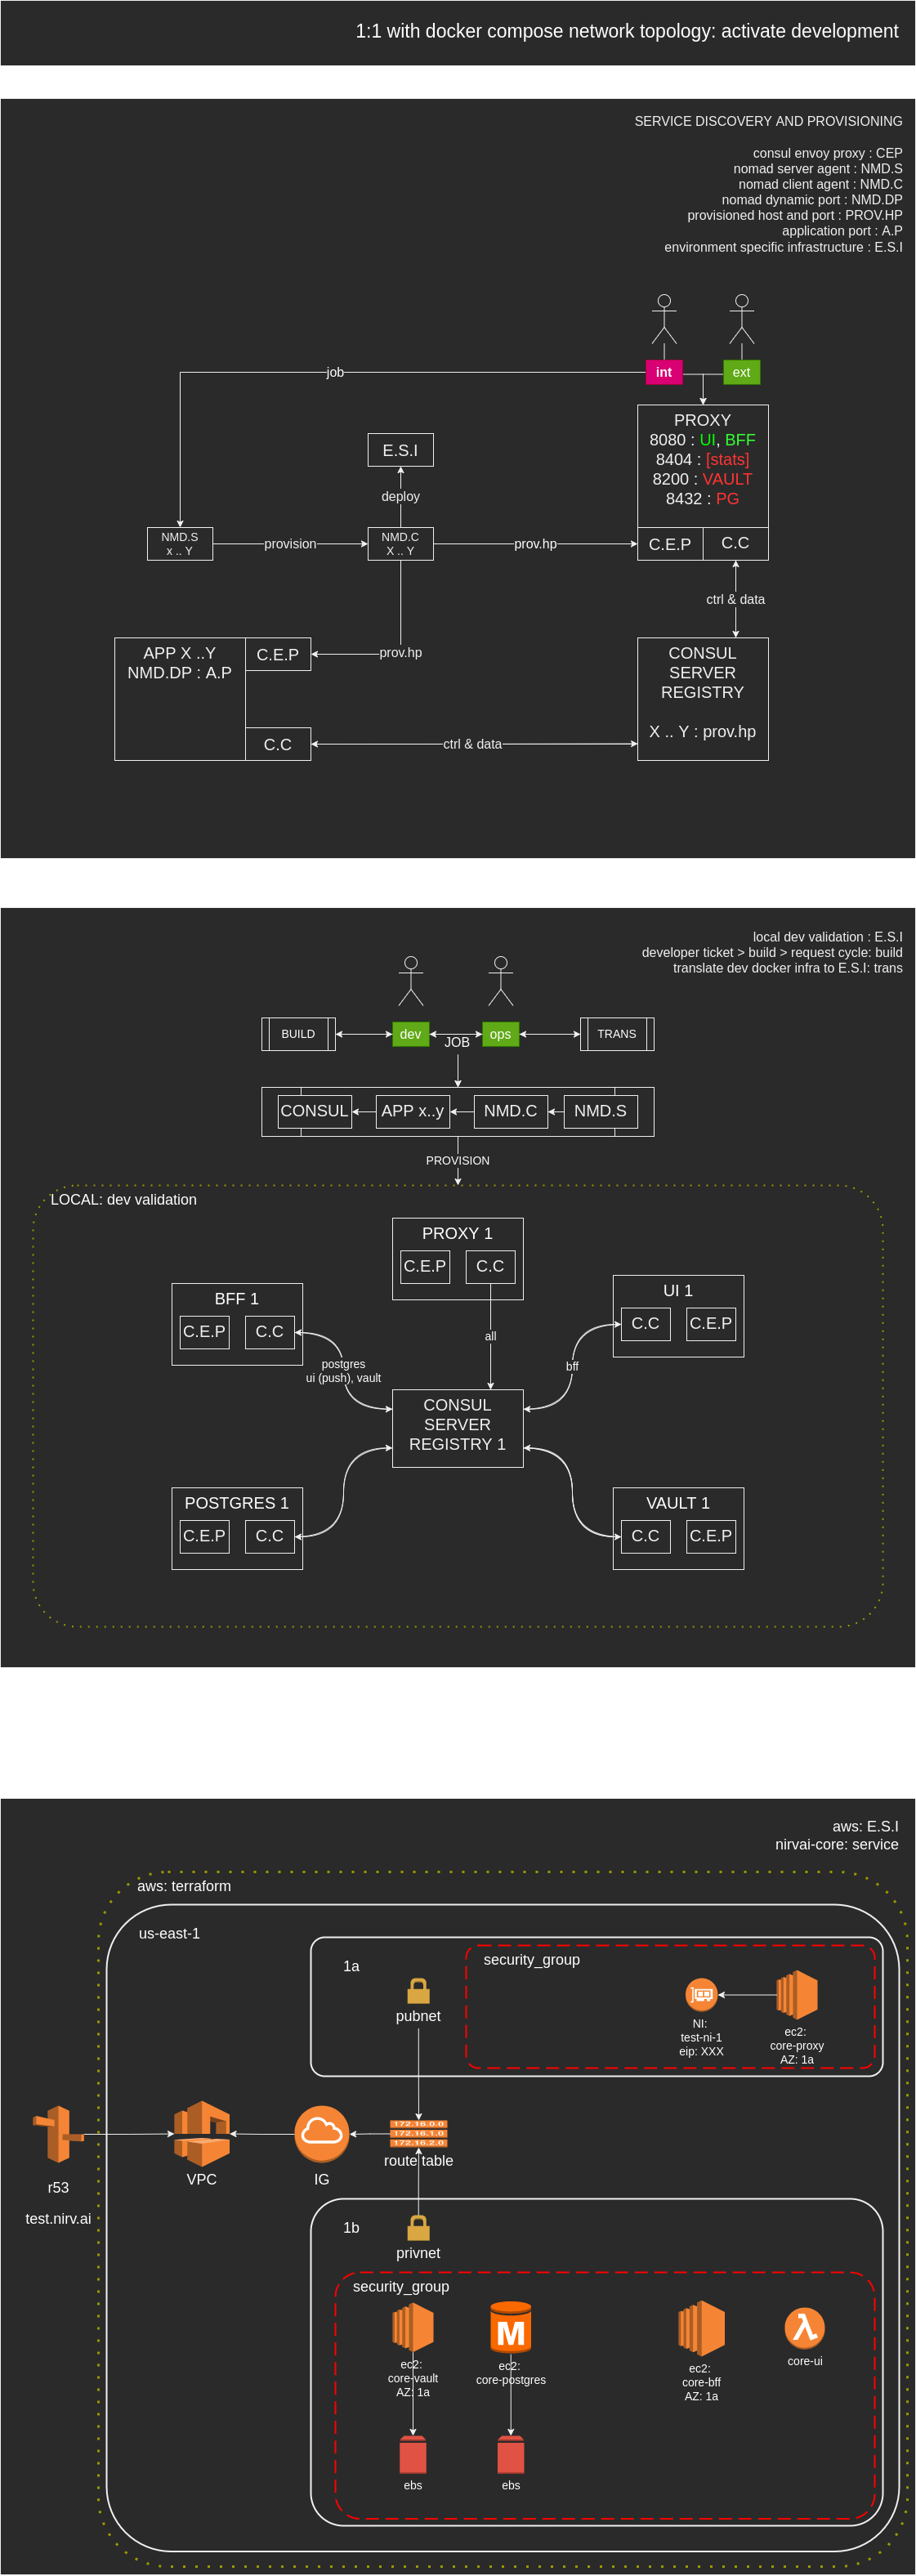 1:1 with docker compose network topology: activate development
SERVICE DISCOVERY AND PROVISIONING
consul envoy proxy : CEP
nomad server agent : NMD.S
nomad client agent : NMD.C
nomad dynamic port : NMD.DP
provisioned host and port : PROV.HP
application port : A.P
environment specific infrastructure : E.S.I
job
int
ext
PROXY
8080 : UI, BFF
8404 : [stats]
8200 : VAULT
8432 : PG
E.S.I
deploy
NMD.S
x .. Y
provision
NMD.C
X .. Y
prov.hp
C.E.P
C.C
ctrl & data
APP X ..Y
NMD.DP : A.P
C.E.P
prov.hp
CONSUL
SERVER
REGISTRY
X .. Y : prov.hp
C.C
ctrl & data
local dev validation : E.S.I
developer ticket > build > request cycle: build
translate dev docker infra to E.S.I: trans
BUILD
dev
ops
TRANS
JOB
CONSUL
APP x..y
NMD.C
NMD.S
PROVISION
LOCAL: dev validation
PROXY 1
C.E.P
C.C
BFF 1
C.E.P
C.C
UI 1
C.C
C.E.P
all
postgres
ui (push), vault
bff
CONSUL
SERVER
REGISTRY 1
POSTGRES 1
C.E.P
C.C
VAULT 1
C.C
C.E.P
aws: E.S.I
nirvai-core: service
aws: terraform
us-east-1
1a
security_group
pubnet
NI:
test-ni-1
eip: XXX
ec2:
core-proxy
AZ: 1a
172.16.0.0
172.16.1.0
172.16.2.0
route table
r53
test.nirv.ai
VPC
IG
1b
privnet
security_group
ec2:
core-vault
AZ: 1a
ec2:
core-postgres
ec2:
core-bff
AZ: 1a
core-ui
ebs
ebs